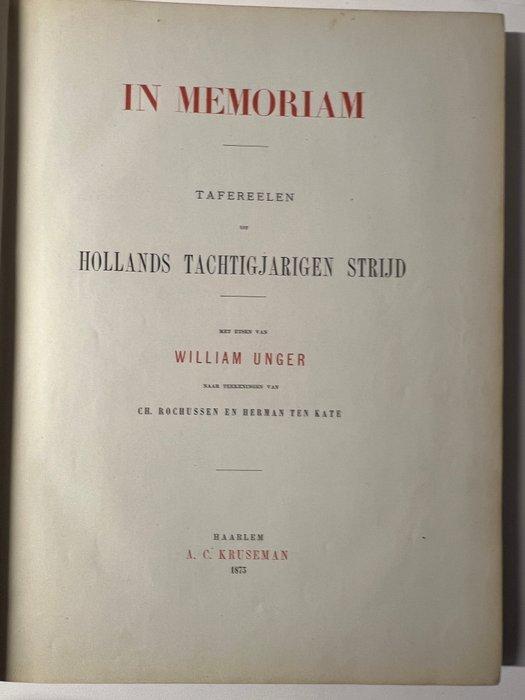 IN MEMORIAM
TAFEREELEN
UIT
HOLLANDS TACHTIGJARIGEN STRIJD
MET ETSEN VAN
WILLIAM UNGER
NAAR TEEKENINGEN VAN
CH. ROCHUSSEN EN HERMAN TEN KATE
HAARLEM
A. C. KRUSEMAN
1875